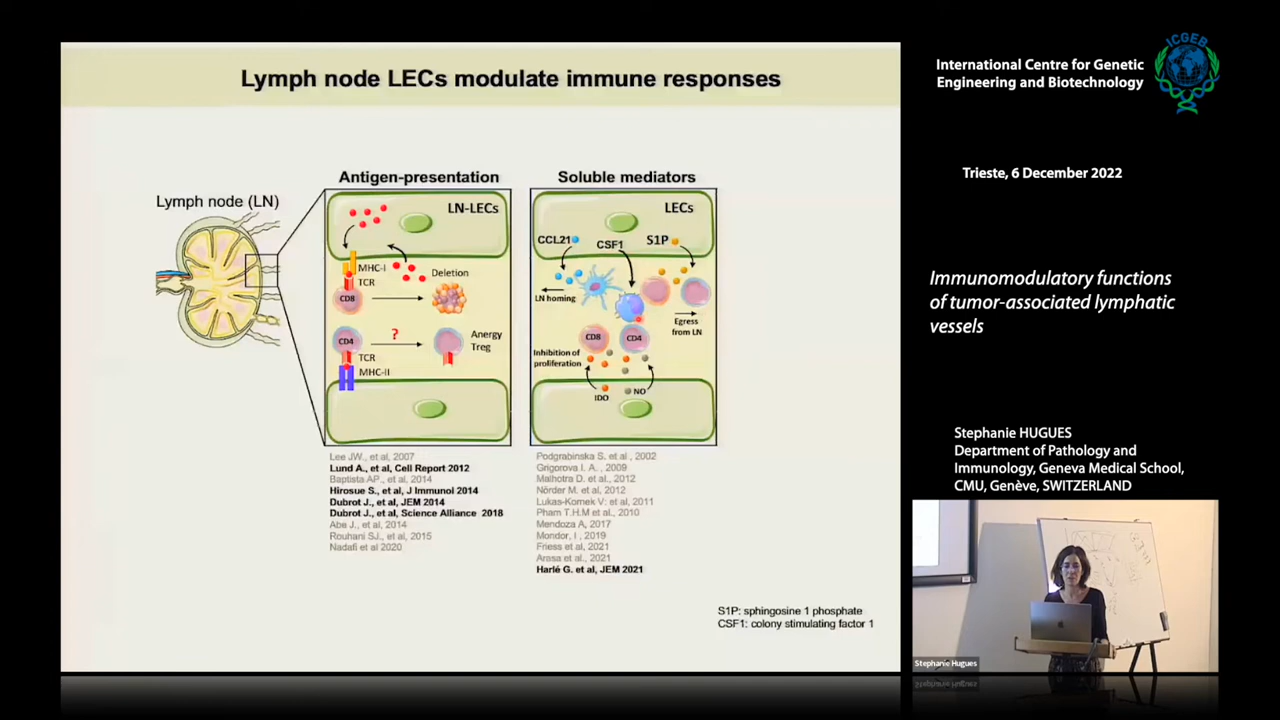 Lymph node LECs modulate immune responses
Lymph node (LN)
Antigen-presentation
LN-LECs
MHC-I
TCR
CD8
Deletion
CD4
?
Anergy
Treg
TCR
MHC-II
Soluble mediators
LECs
CCL21
CSF1
S1P
LN homing
Egress
from LN
CD8
CD4
Inhibition of
proliferation
IDO
NO
Lee JW., et al, 2007
Lund A., et al, Cell Report 2012
Baptista AP., et al, 2014
Hirosue S., et al, J Immunol 2014
Dubrot J., et al, JEM 2014
Dubrot J., et al, Science Alliance 2018
Abe J., et al, 2014
Rouhani SJ., et al, 2015
Nadafi et al 2020
Podgrabinska S. et al , 2002
Grigorova I. A. , 2009
Malhotra D. et al., 2012
Nörder M. et al, 2012
Lukas-Kornek V: et al, 2011
Pham T.H.M et al., 2010
Mendoza A, 2017
Mondor, I , 2019
Friess et al, 2021
Arasa et al., 2021
Harlé G. et al, JEM 2021
S1P: sphingosine 1 phosphate
CSF1: colony stimulating factor 1
International Centre for Genetic
Engineering and Biotechnology
ICGEB
Trieste, 6 December 2022
Immunomodulatory functions
of tumor-associated lymphatic
vessels
Stephanie HUGUES
Department of Pathology and
Immunology, Geneva Medical School,
CMU, Genève, SWITZERLAND
Stephanie Hugues